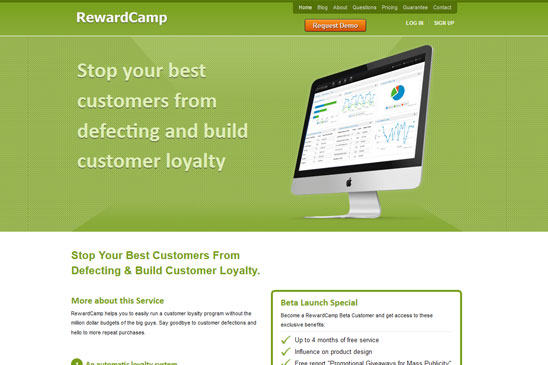 RewardCamp
Home Blog About Questions Pricing Guarantee Contact
Request Demo
LOG IN SIGN UP
Stop your best
customers from
defecting and build
customer loyalty
Stop Your Best Customers From
Defecting & Build Customer Loyalty.
More about this Service
RewardCamp helps you to easily run a customer loyalty program without the
million dollar budgets of the big guys. Say goodbye to customer defections and
hello to more repeat purchases.
1 An automatic loyalty system
Beta Launch Special
Become a RewardCamp Beta Customer and get access to these
exclusive benefits:
Up to 4 months of free service
Influence on product design
Free report "Promotional Giveaways for Mass Publicity"